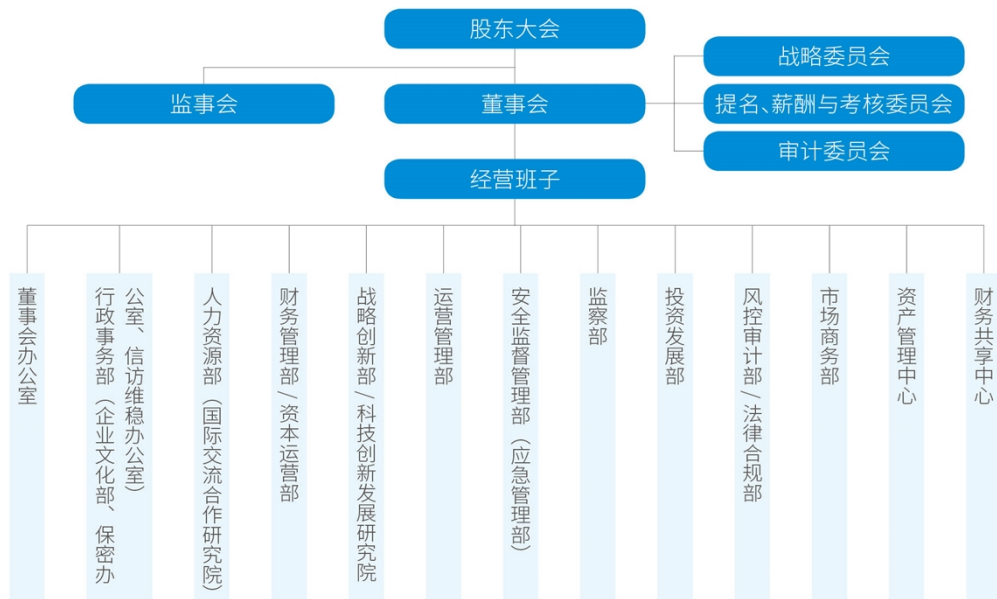 股东大会
战略委员会
监事会
董事会
提名、薪酬与考核委员会
审计委员会
经营班子
董事会办公室
行政事务部（企业文化部、保密办
公室、信访维稳办公室）
人力资源部（国际交流合作研究院）
财务管理部/资本运营部
战略创新部/科技创新发展研究院
运营管理部
安全监督管理部（应急管理部）
监察部
投资发展部
风控审计部/法律合规部
市场商务部
资产管理中心
财务共享中心